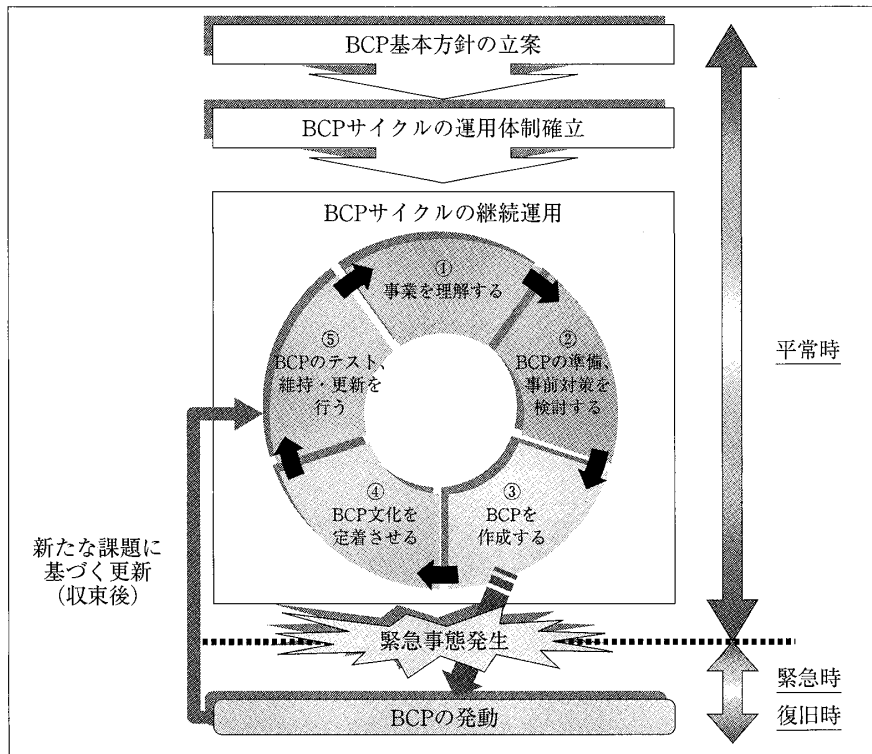 BCP基本方針の立案
BCPサイクルの運用体制確立
BCPサイクルの継続運用
①
事業を理解する
②
BCPの準備、
事前対策を
検討する
③
BCPを
作成する
④
BCP文化を
定着させる
⑤
BCPのテスト、
維持・更新を
行う
平常時
新たな課題に
基づく更新
（収束後）
緊急事態発生
緊急時
復旧時
BCPの発動